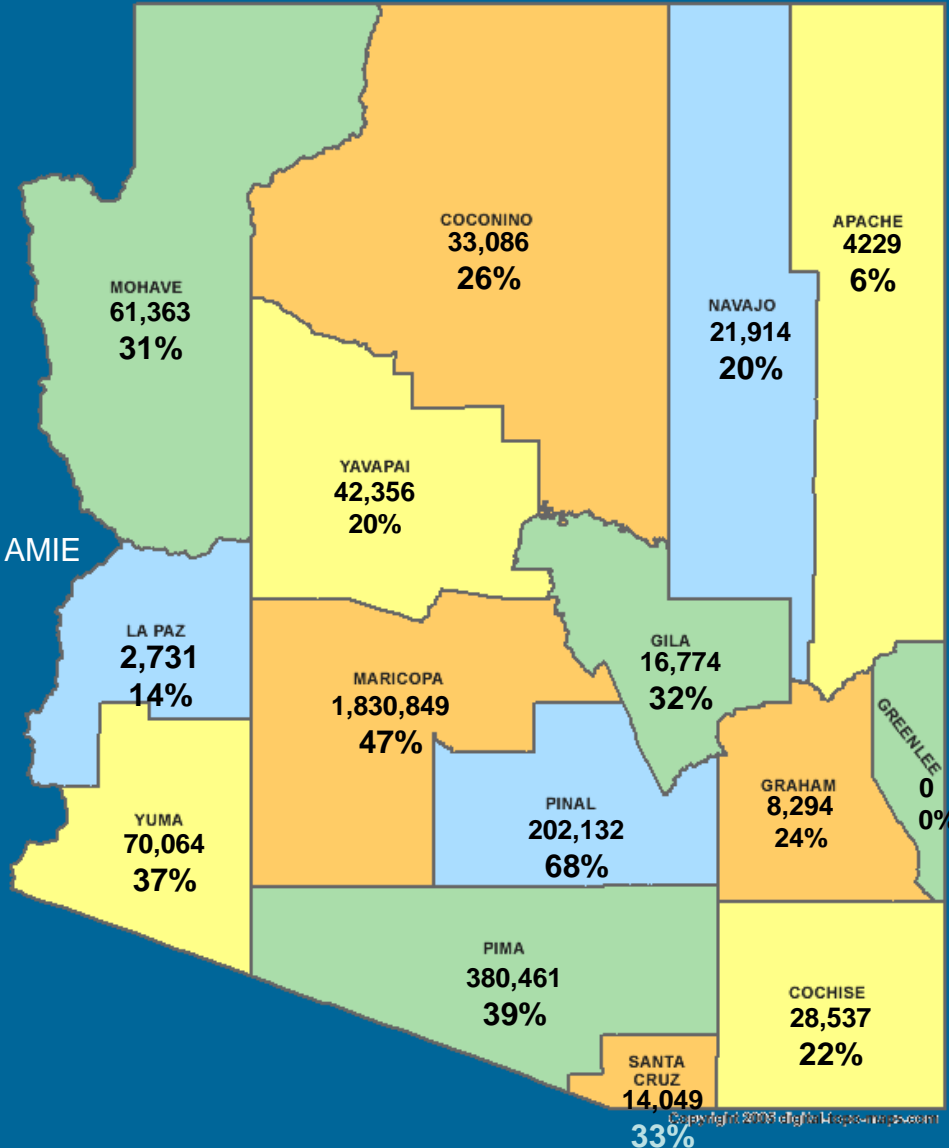 COCONINO
33,086
26%
APACHE
4229
6%
MOHAVE
61,363
31%
NAVAJO
21,914
20%
YAVAPAI
42,356
20%
AMIE
LA PAZ
2,731
14%
GILA
16,774
32%
MARICOPA
1,830,849
47%
GREENLEE
0
0%
GRAHAM
8,294
24%
PINAL
202,132
68%
YUMA
70,064
37%
PIMA
380,461
39%
COCHISE
28,537
22%
SANTA
CRUZ
14,049
33%
Copyright